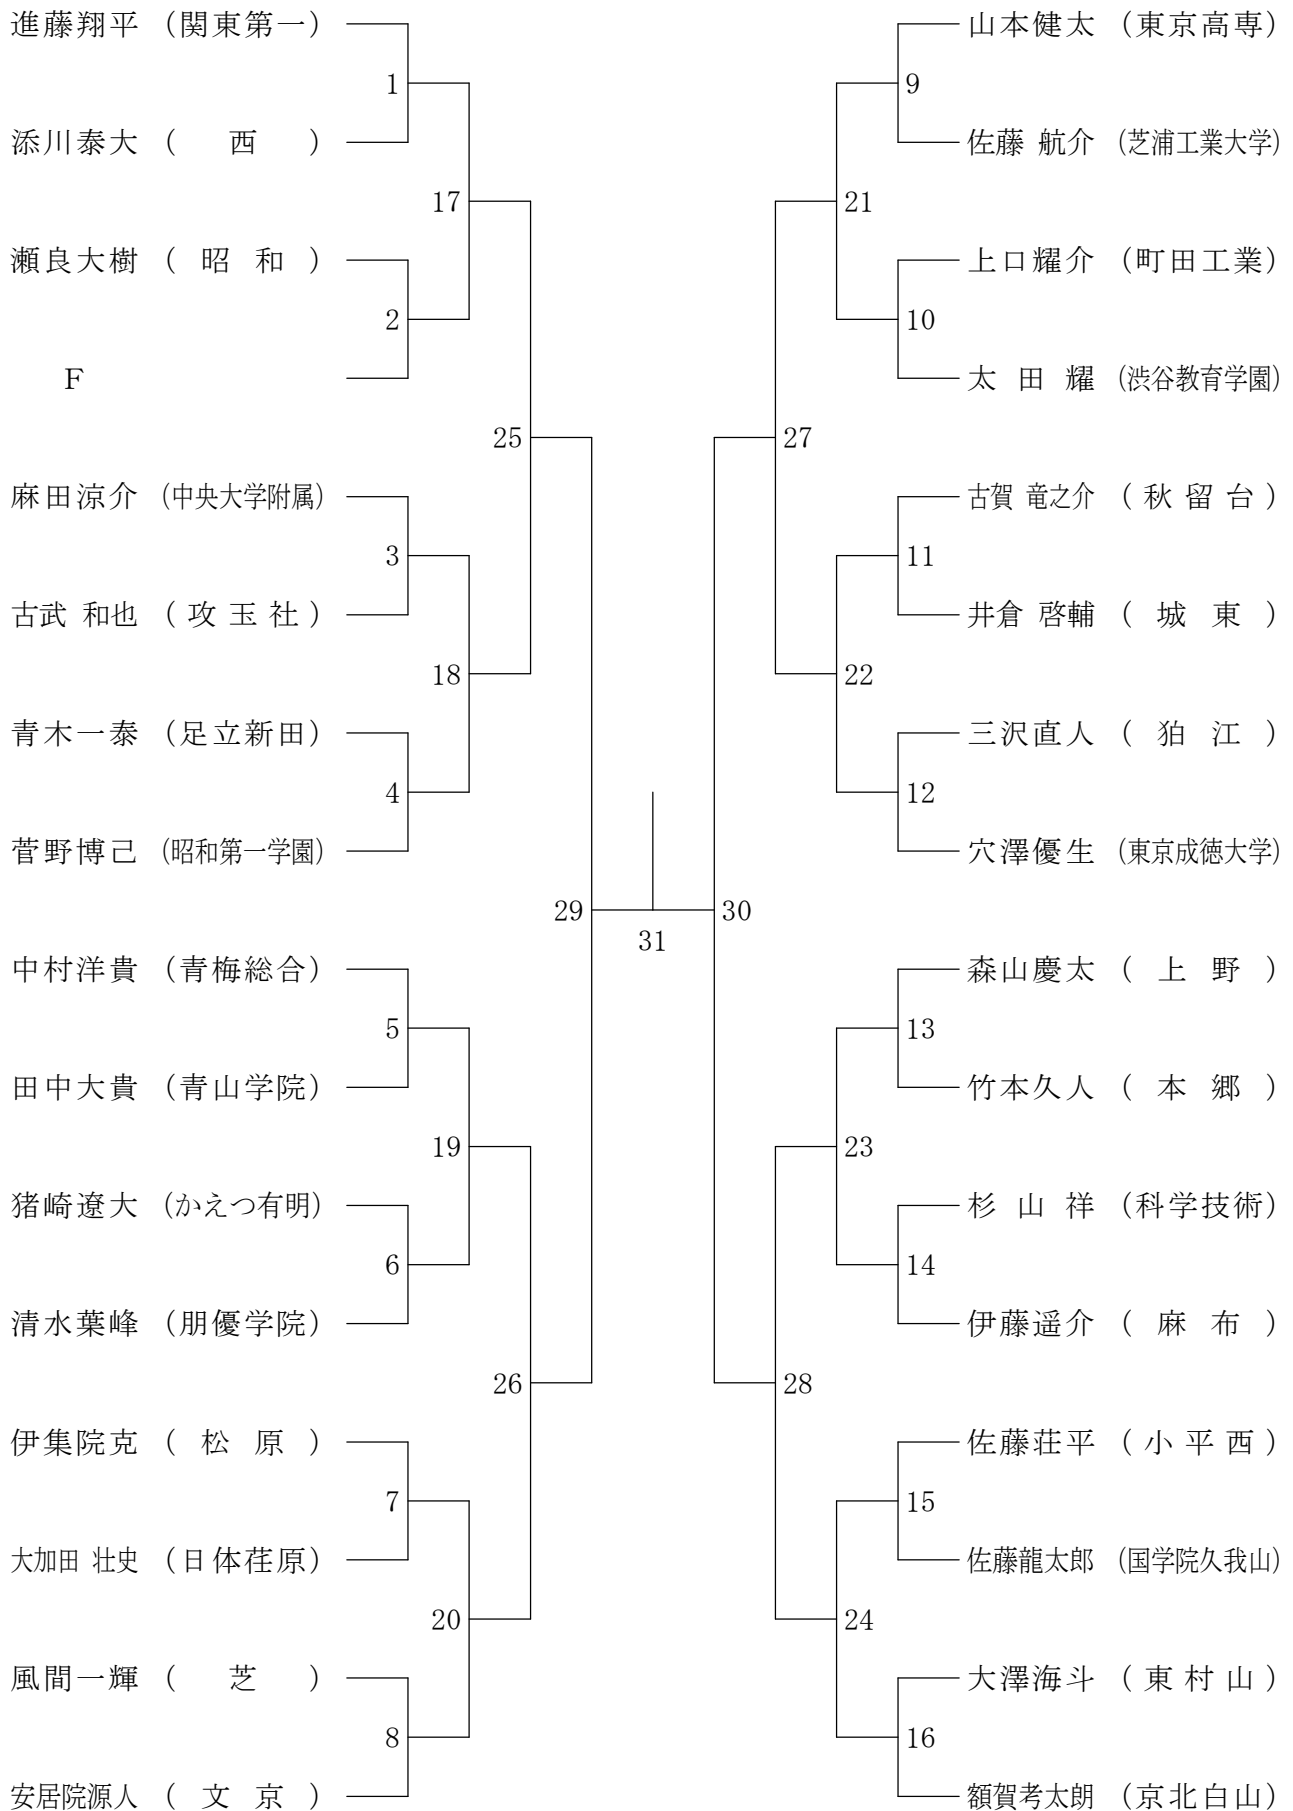 進藤翔平 (関東第一)
1
添川泰大 ( 西 )
17
瀬良大樹 ( 昭 和 )
2
F
25
麻田涼介 (中央大学附属)
3
古武 和也 ( 攻 玉 社 )
18
青木一泰 (足立新田)
4
菅野博己 (昭和第一学園)
29
中村洋貴 (青梅総合)
5
田中大貴 (青山学院)
19
猪崎遼大 (かえつ有明)
6
清水葉峰 (朋優学院)
26
伊集院克 ( 松 原 )
7
大加田 壮史 (日体荏原)
20
風間一輝 ( 芝 )
8
安居院源人 ( 文 京 )
31
山本健太 (東京高専)
9
佐藤 航介 (芝浦工業大学)
21
上口耀介 (町田工業)
10
太 田 耀 (渋谷教育学園)
27
古賀 竜之介 ( 秋 留 台 )
11
井倉 啓輔 ( 城 東 )
22
三沢直人 ( 狛 江 )
12
穴澤優生 (東京成徳大学)
30
森山慶太 ( 上 野 )
13
竹本久人 ( 本 郷 )
23
杉 山 祥 (科学技術)
14
伊藤遥介 ( 麻 布 )
28
佐藤荘平 ( 小 平 西 )
15
佐藤龍太郎 (国学院久我山)
24
大澤海斗 ( 東 村 山 )
16
額賀考太朗 (京北白山)